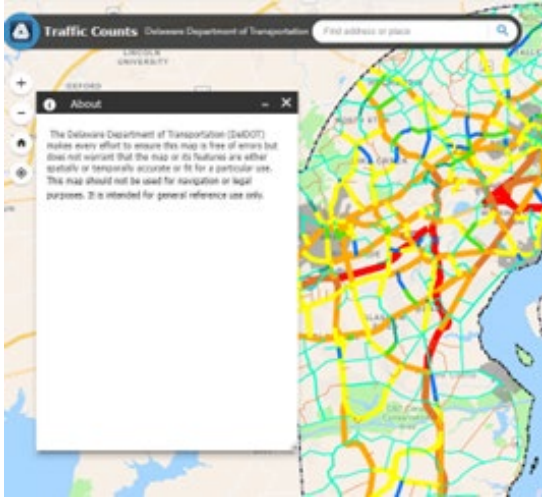 Traffic Counts Delaware Department of Transportation Find address or place
LINCOLN
UNIVERSITY
OXFORD
About
The Delaware Department of Transportation (DelDOT)
makes every effort to ensure this map is free of errors but
does not warrant that the map or its features are either
spatially or temporally accurate or fit for a particular use.
This map should not be used for navigation or legal
purposes. It is intended for general reference use only.